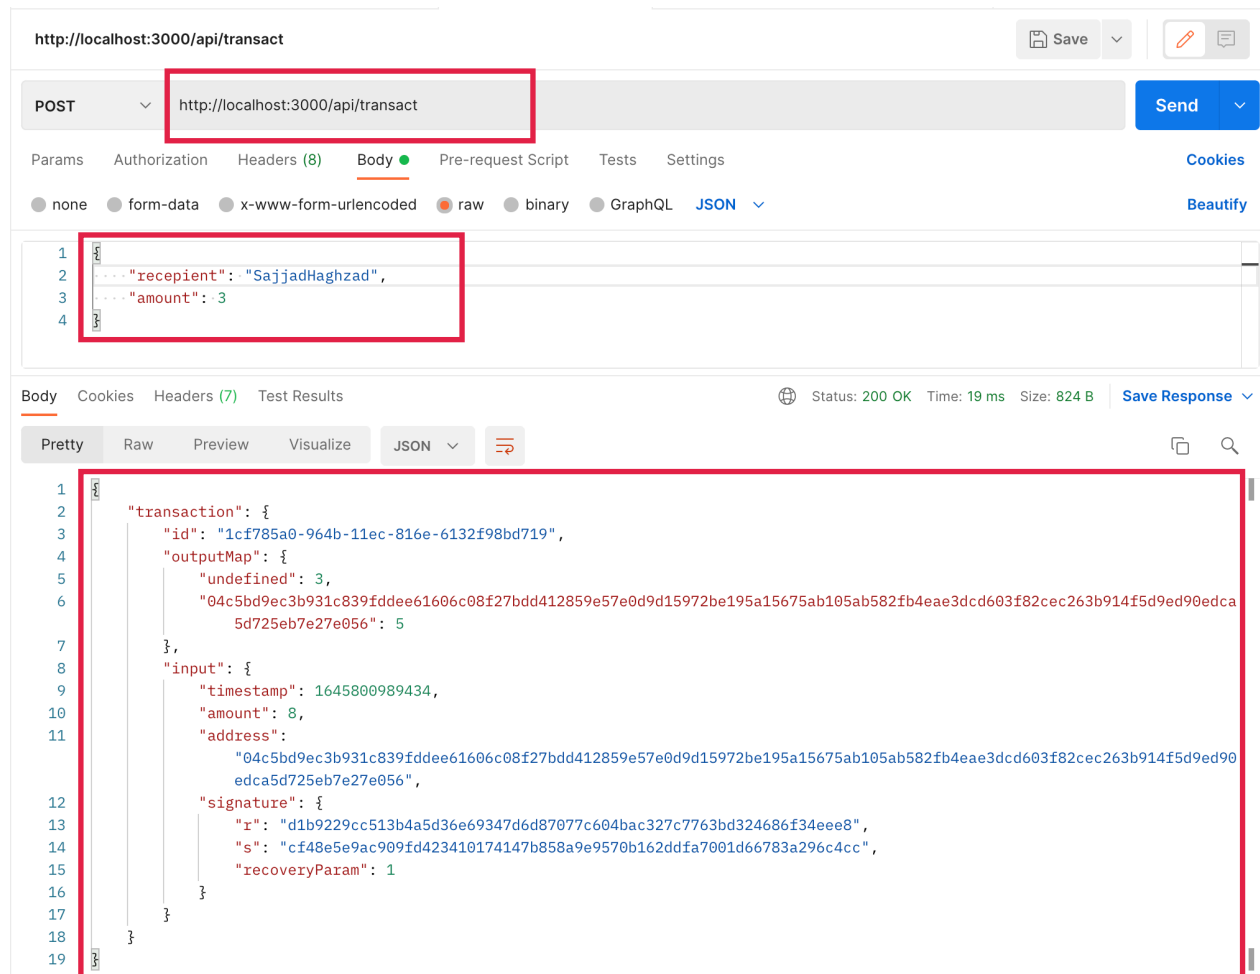 http://localhost:3000/api/transact
Save
POST
http://localhost:3000/api/transact
Send
Params Authorization Headers (8) Body Pre-request Script Tests Settings Cookies
none form-data x-www-form-urlencoded raw binary GraphQL JSON Beautify
1 {
2 ····"recepient":·"SajjadHaghzad",
3 ····"amount":·3
4 }
Body Cookies Headers (7) Test Results Status: 200 OK Time: 19 ms Size: 824 B Save Response
Pretty Raw Preview Visualize JSON
1 {
2 "transaction": {
3 "id": "1cf785a0-964b-11ec-816e-6132f98bd719",
4 "outputMap": {
5 "undefined": 3,
6 "04c5bd9ec3b931c839fddee61606c08f27bdd412859e57e0d9d15972be195a15675ab105ab582fb4eae3dcd603f82cec263b914f5d9ed90edca
5d725eb7e27e056": 5
7 },
8 "input": {
9 "timestamp": 1645800989434,
10 "amount": 8,
11 "address":
"04c5bd9ec3b931c839fddee61606c08f27bdd412859e57e0d9d15972be195a15675ab105ab582fb4eae3dcd603f82cec263b914f5d9ed90
edca5d725eb7e27e056",
12 "signature": {
13 "r": "d1b9229cc513b4a5d36e69347d6d87077c604bac327c7763bd324686f34eee8",
14 "s": "cf48e5e9ac909fd423410174147b858a9e9570b162ddfa7001d66783a296c4cc",
15 "recoveryParam": 1
16 }
17 }
18 }
19 }